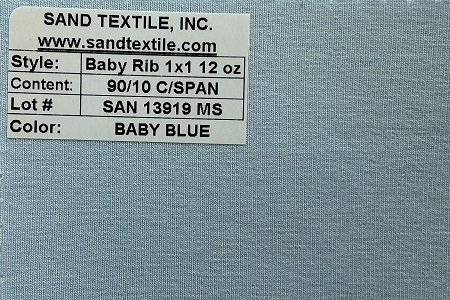 SAND TEXTILE, INC.
www.sandtextile.com
Style: Baby Rib 1x1 12 oz
Content: 90/10 C/SPAN
Lot # SAN 13919 MS
Color: BABY BLUE